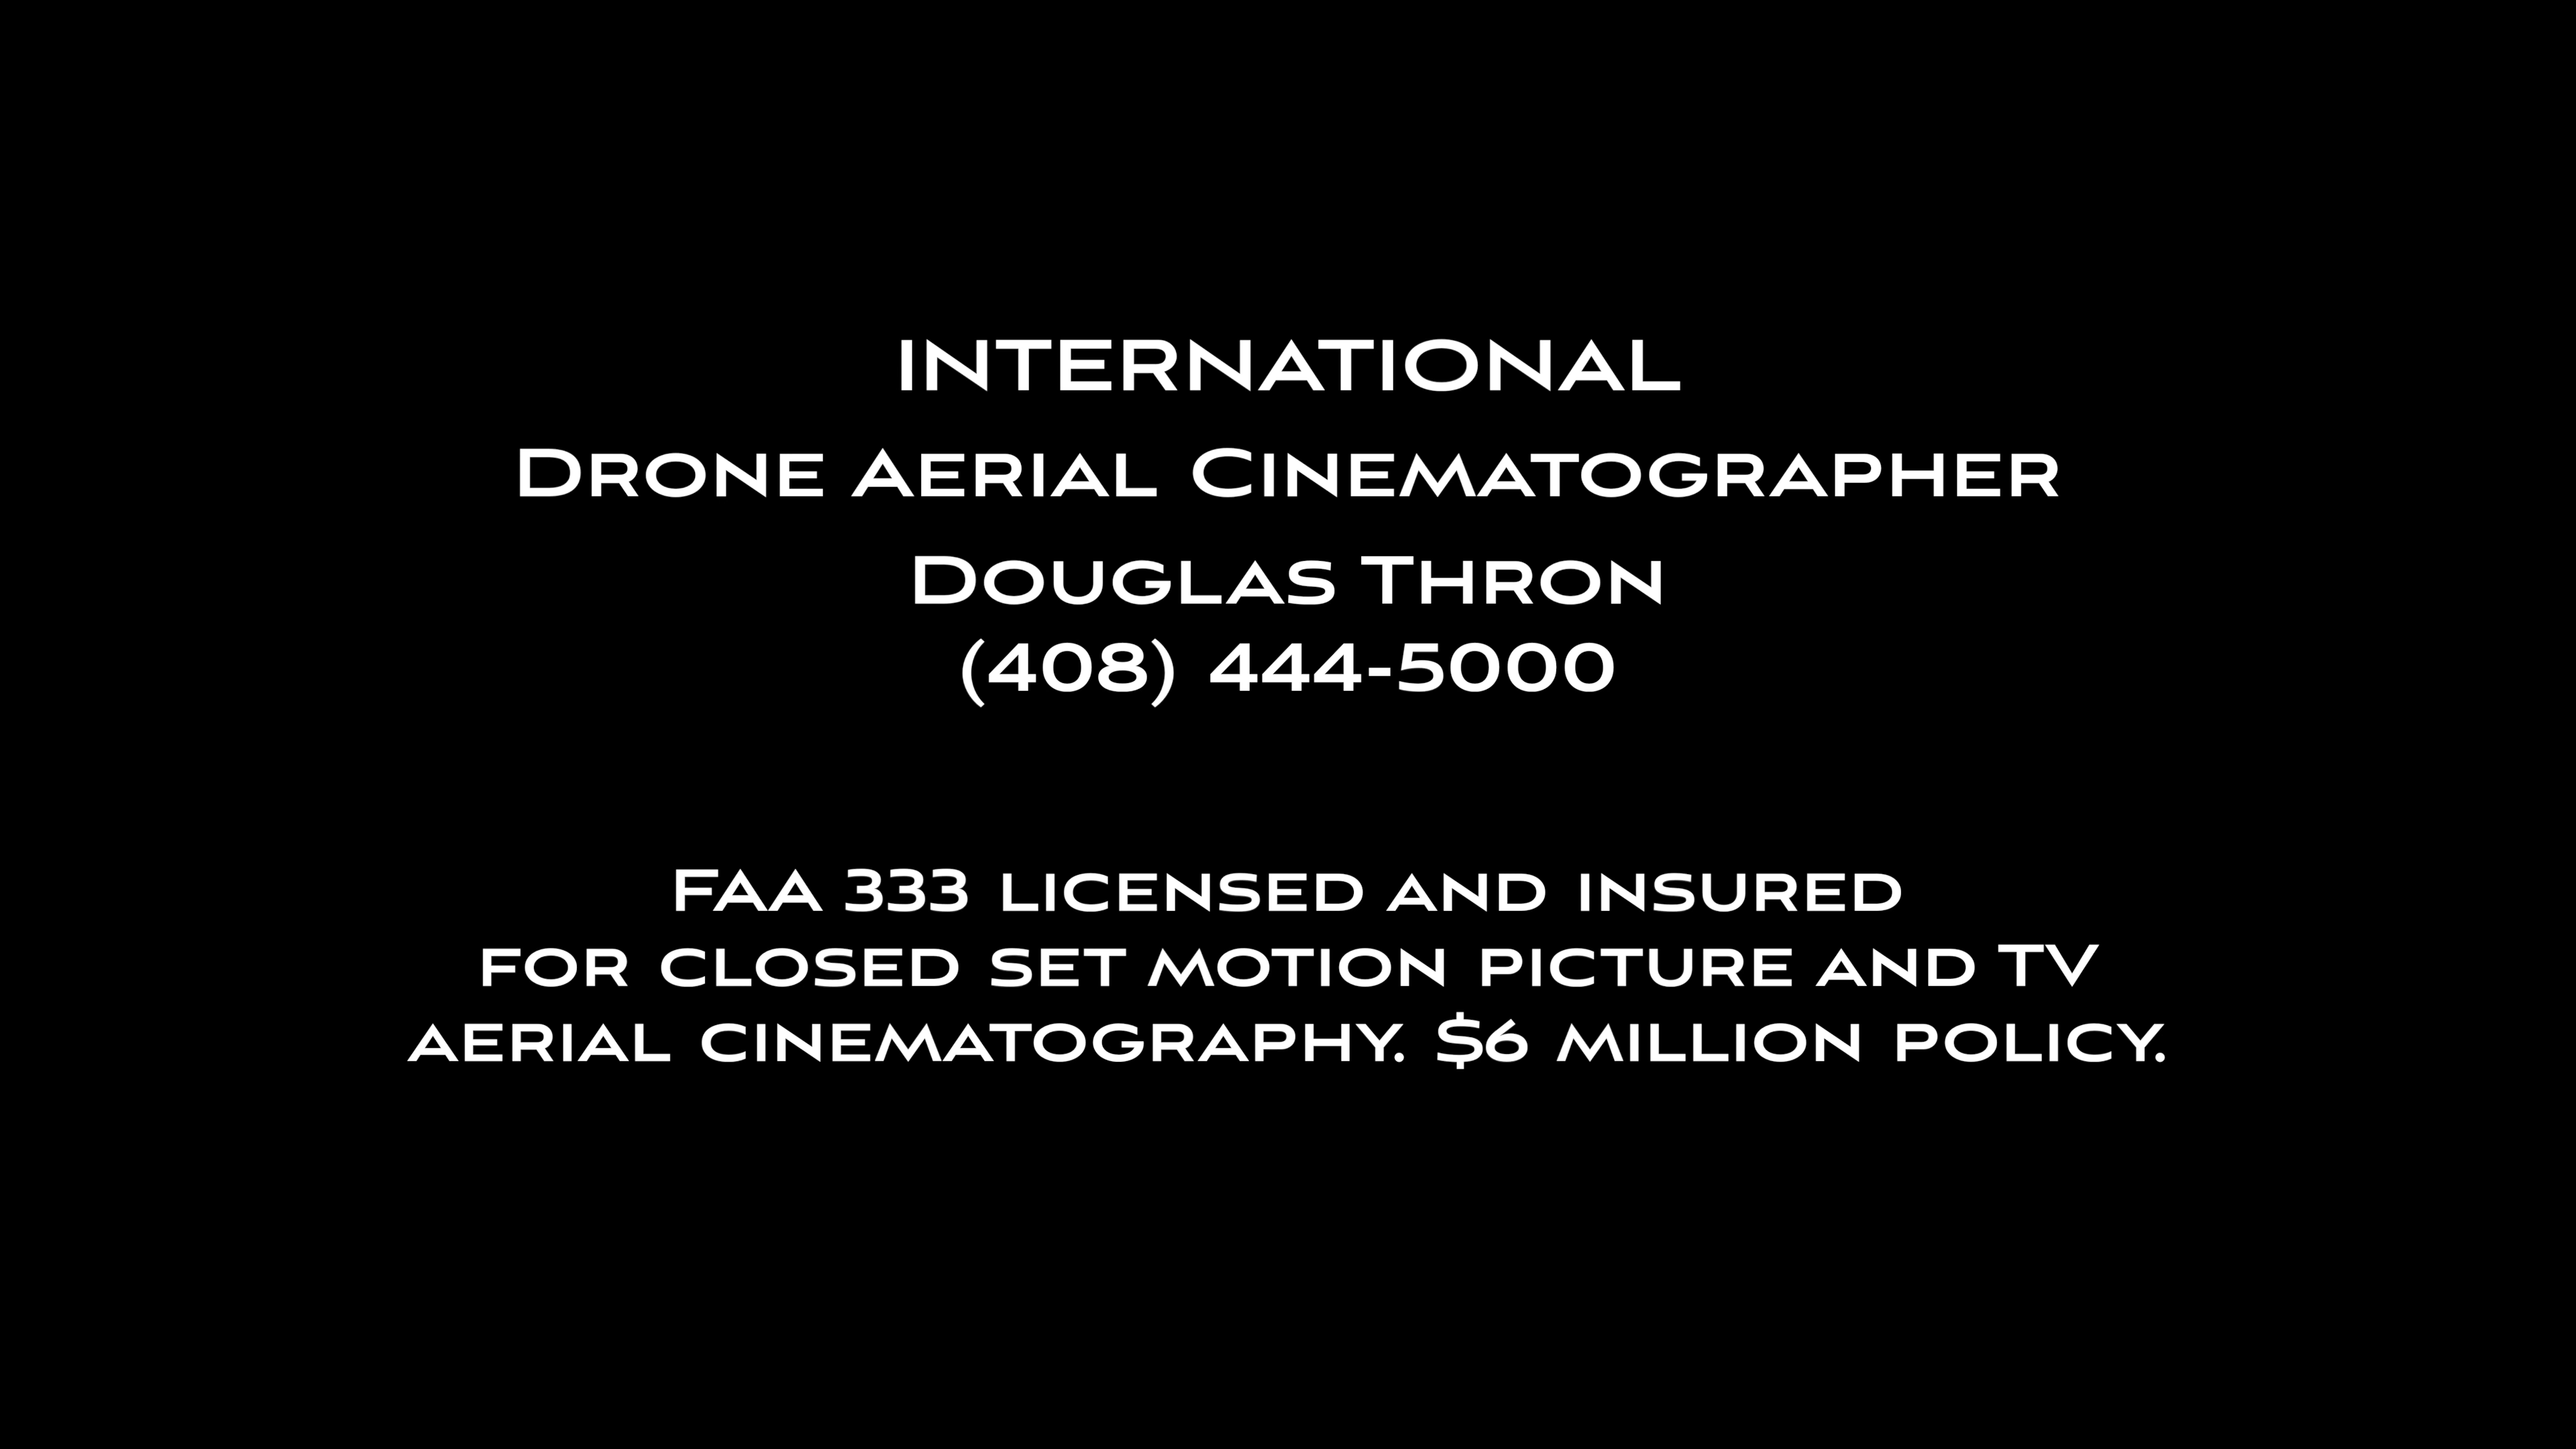 INTERNATIONAL
DRONE AERIAL CINEMATOGRAPHER
DOUGLAS THRON
(408) 444-5000
FAA 333 LICENSED AND INSURED
FOR CLOSED SET MOTION PICTURE AND TV
AERIAL CINEMATOGRAPHY. $6 MILLION POLICY.